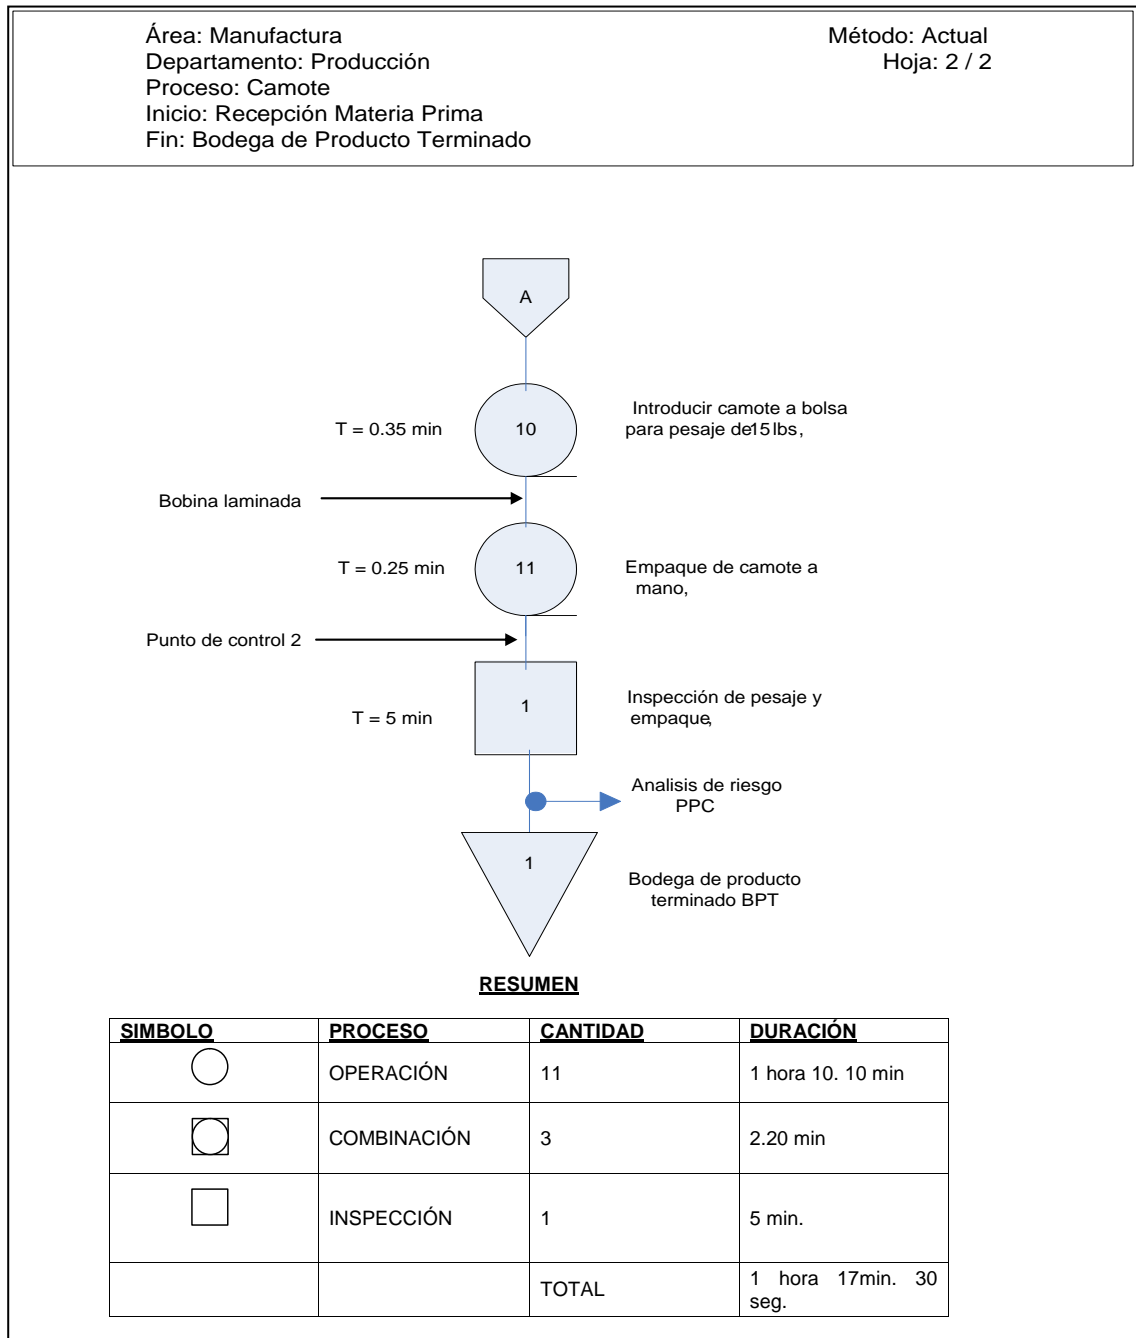 Área: Manufactura
Método: Actual
Departamento: Producción
Hoja: 2 / 2
Proceso: Camote
Inicio: Recepción Materia Prima
Fin: Bodega de Producto Terminado
A
T = 0.35 min
10
Introducir camote a bolsa
para pesaje de15 lbs,
Bobina laminada
T = 0.25 min
11
Empaque de camote a
mano,
Punto de control 2
T = 5 min
1
Inspección de pesaje y
empaque,
Analisis de riesgo
PPC
1
Bodega de producto
terminado BPT
RESUMEN
SIMBOLO PROCESO CANTIDAD DURACIÓN
OPERACIÓN 11 1 hora 10. 10 min
COMBINACIÓN 3 2.20 min
INSPECCIÓN 1 5 min.
TOTAL 1 hora 17min. 30
seg.